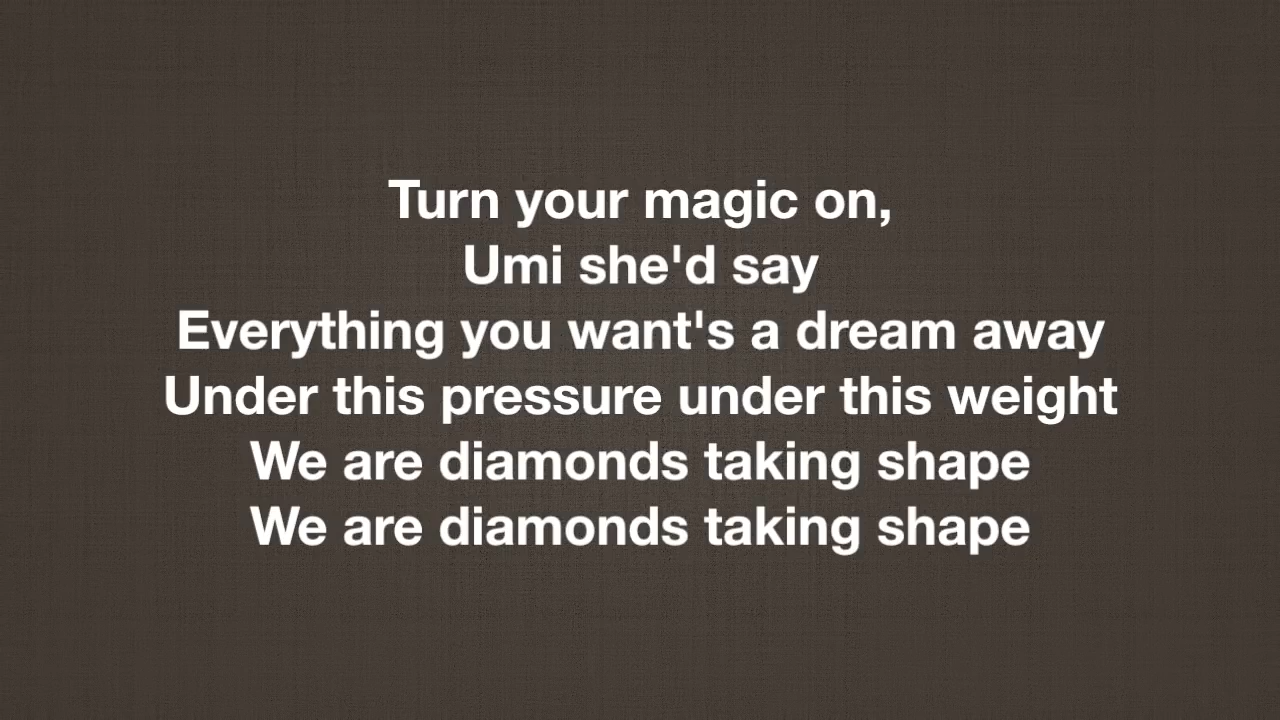 Turn your magic on,
Umi she'd say
Everything you want's a dream away
Under this pressure under this weight
We are diamonds taking shape
We are diamonds taking shape